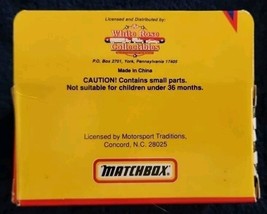 Licensed and Distributed by:
White Rose
Collectibles
P.O. Box 2701, York, Pennsylvania 17405
Made in China
CAUTION! Contains small parts.
Not suitable for children under 36 months.
Licensed by Motorsport Traditions,
Concord, N.C. 28025
MATCHBOX